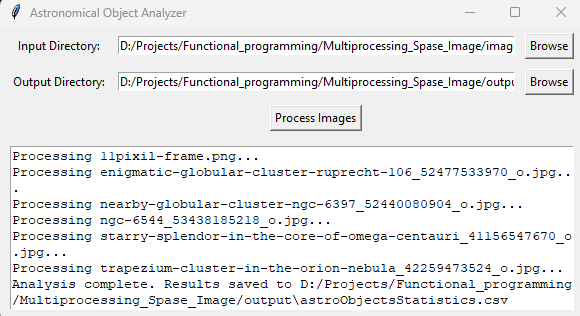 Astronomical Object Analyzer
Input Directory: D:/Projects/Functional_programming/Multiprocessing_Spase_Image/imag Browse
Output Directory: D:/Projects/Functional_programming/Multiprocessing_Spase_Image/outpu Browse
Process Images
Processing 11pixil-frame.png...
Processing enigmatic-globular-cluster-ruprecht-106_52477533970_o.jpg..
.
Processing nearby-globular-cluster-ngc-6397_52440080904_o.jpg...
Processing ngc-6544_53438185218_o.jpg...
Processing starry-splendor-in-the-core-of-omega-centauri_41156547670_o
.jpg...
Processing trapezium-cluster-in-the-orion-nebula_42259473524_o.jpg...
Analysis complete. Results saved to D:/Projects/Functional_programming
/Multiprocessing_Spase_Image/output\astroObjectsStatistics.csv